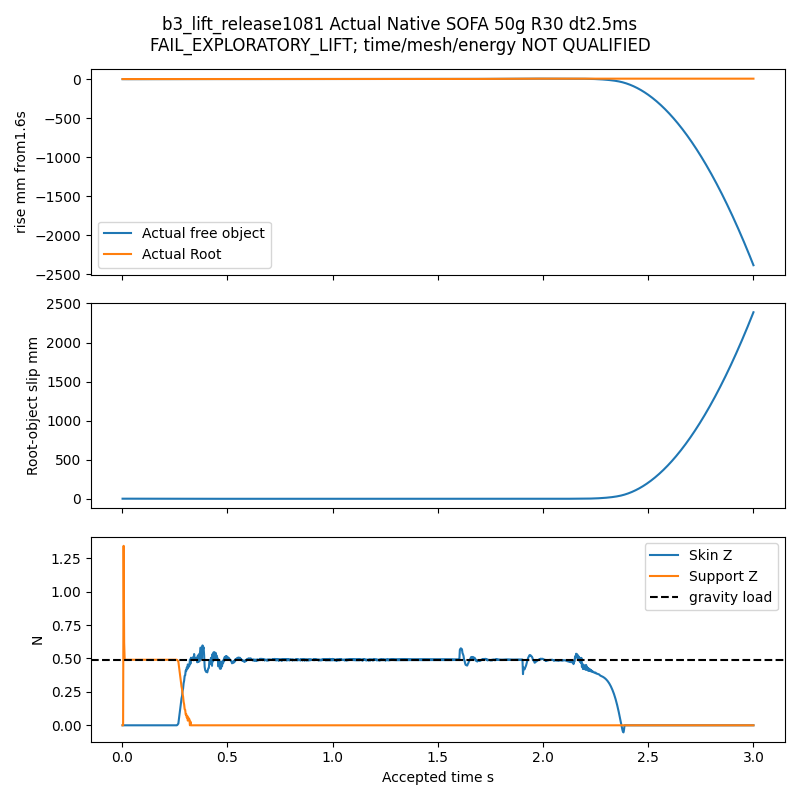 b3_lift_release1081 Actual Native SOFA 50g R30 dt2.5ms
FAIL_EXPLORATORY_LIFT; time/mesh/energy NOT QUALIFIED
rise mm from1.6s
0
−500
−1000
−1500
−2000
−2500
Actual free object
Actual Root
Root-object slip mm
2500
2000
1500
1000
500
0
N
1.25
1.00
0.75
0.50
0.25
0.00
Skin Z
Support Z
gravity load
0.0 0.5 1.0 1.5 2.0 2.5 3.0
Accepted time s